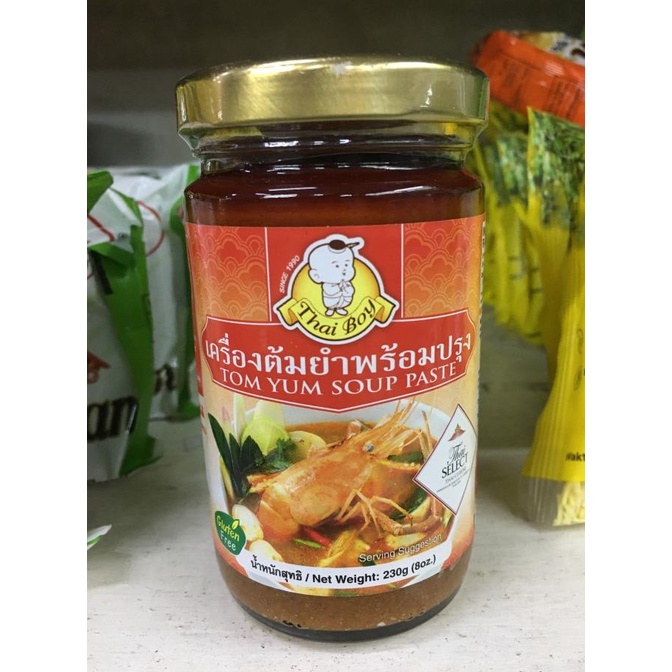 SINCE 1990
Thai Boy
เครื่องต้มยำพร้อมปรุง
TOM YUM SOUP PASTE
Thai
SELECT
Gluten
Free
Serving Suggestion
น้ำหนักสุทธิ / Net Weight: 230g (8oz.)